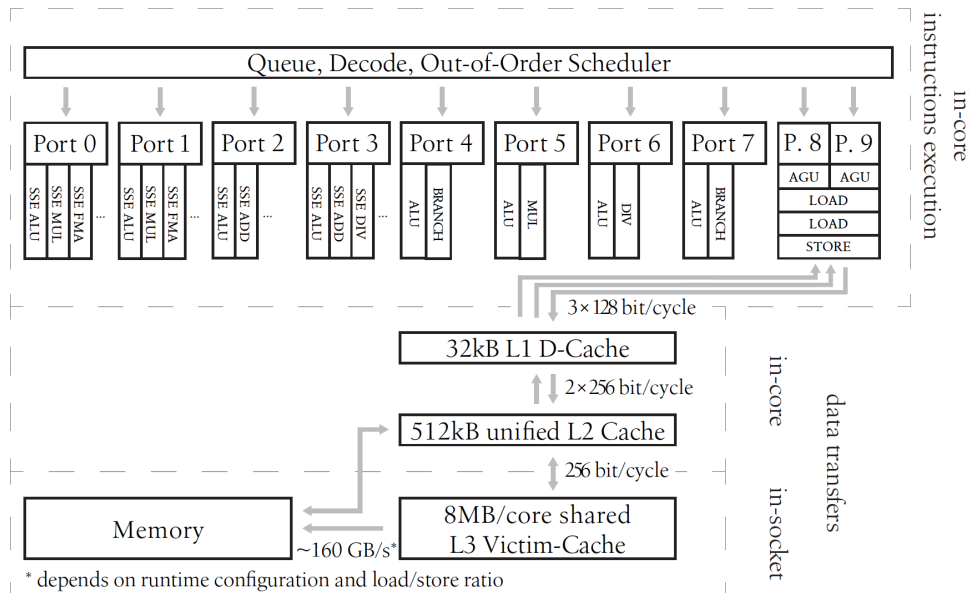 Queue, Decode, Out-of-Order Scheduler
Port 0
Port 1
Port 2
Port 3
Port 4
Port 5
Port 6
Port 7
P. 8
P. 9
SSE ALU
SSE MUL
SSE FMA
...
SSE ALU
SSE MUL
SSE FMA
...
SSE ALU
SSE ADD
...
SSE ALU
SSE ADD
SSE DIV
...
ALU
BRANCH
ALU
MUL
ALU
DIV
ALU
BRANCH
AGU
AGU
LOAD
LOAD
STORE
in-core
instructions execution
3×128 bit/cycle
32kB L1 D-Cache
2×256 bit/cycle
512kB unified L2 Cache
in-core
data transfers
256 bit/cycle
Memory
~160 GB/s*
8MB/core shared
L3 Victim-Cache
in-socket
* depends on runtime configuration and load/store ratio